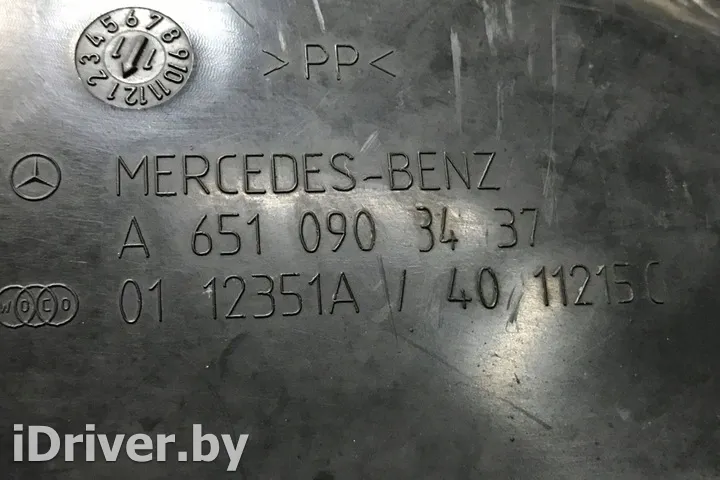 1 2 3 4 5 6 7 8 9 10 11 12
11
>PP<
MERCEDES-BENZ
A 651 090 34 37
WOCO 01 12351A / 40 11215C
iDriver.by